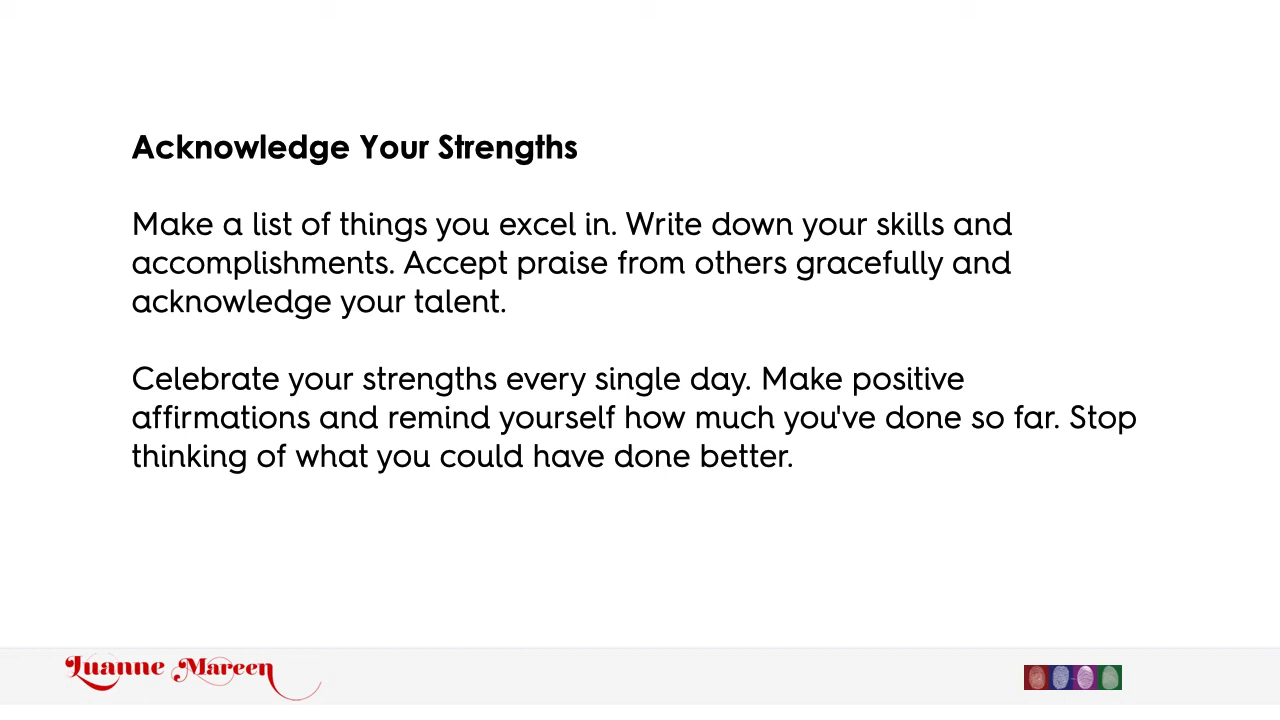 Acknowledge Your Strengths
Make a list of things you excel in. Write down your skills and
accomplishments. Accept praise from others gracefully and
acknowledge your talent.
Celebrate your strengths every single day. Make positive
affirmations and remind yourself how much you've done so far. Stop
thinking of what you could have done better.
Luanne Mareen